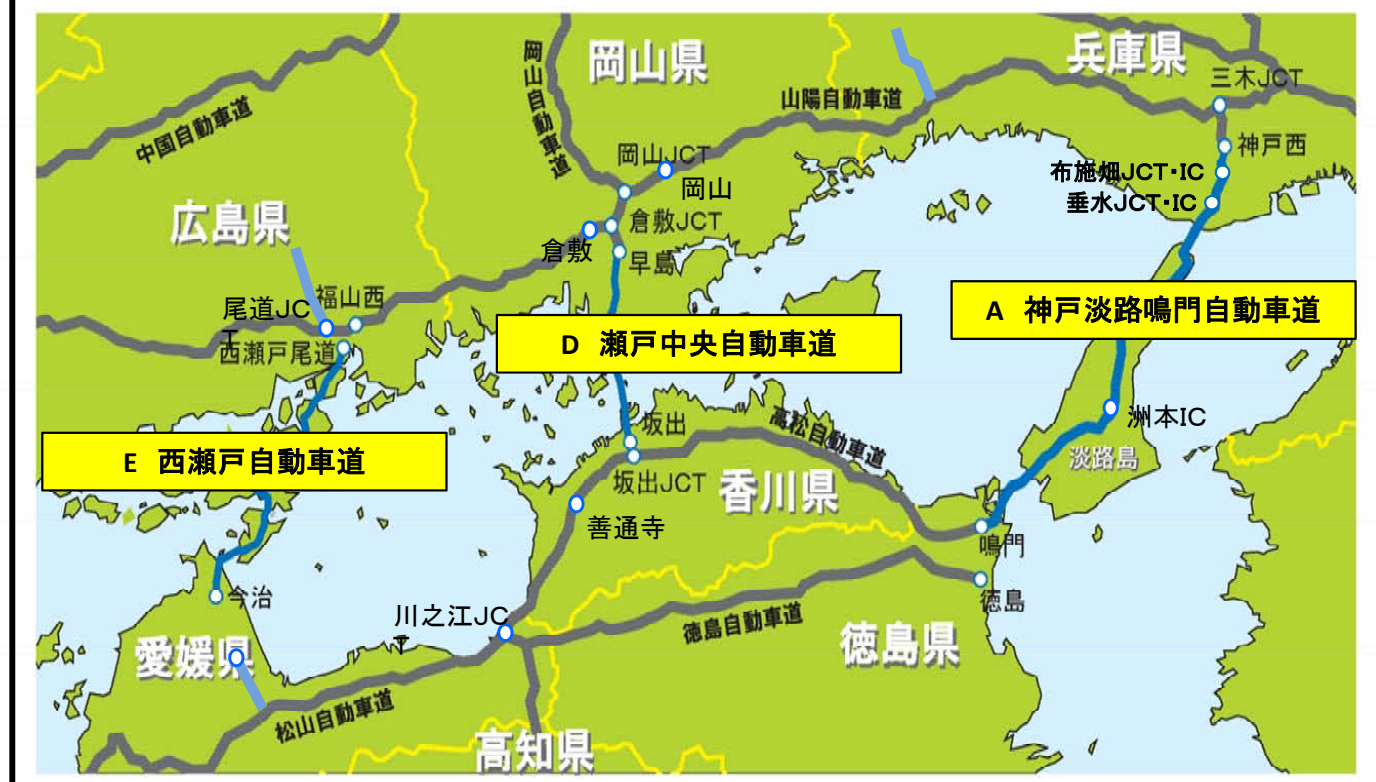 岡山県
兵庫県
岡山自動車道
三木JCT
山陽自動車道
中国自動車道
神戸西
岡山JCT
布施畑JCT・IC
岡山
垂水JCT・IC
広島県
倉敷JCT
倉敷
早島
福山西
尾道JC
T
A 神戸淡路鳴門自動車道
D 瀬戸中央自動車道
西瀬戸尾道
洲本IC
坂出
高松自動車道
淡路島
E 西瀬戸自動車道
坂出JCT
香川県
善通寺
鳴門
今治
徳島
川之江JC
T
徳島自動車道
徳島県
愛媛県
松山自動車道
高知県